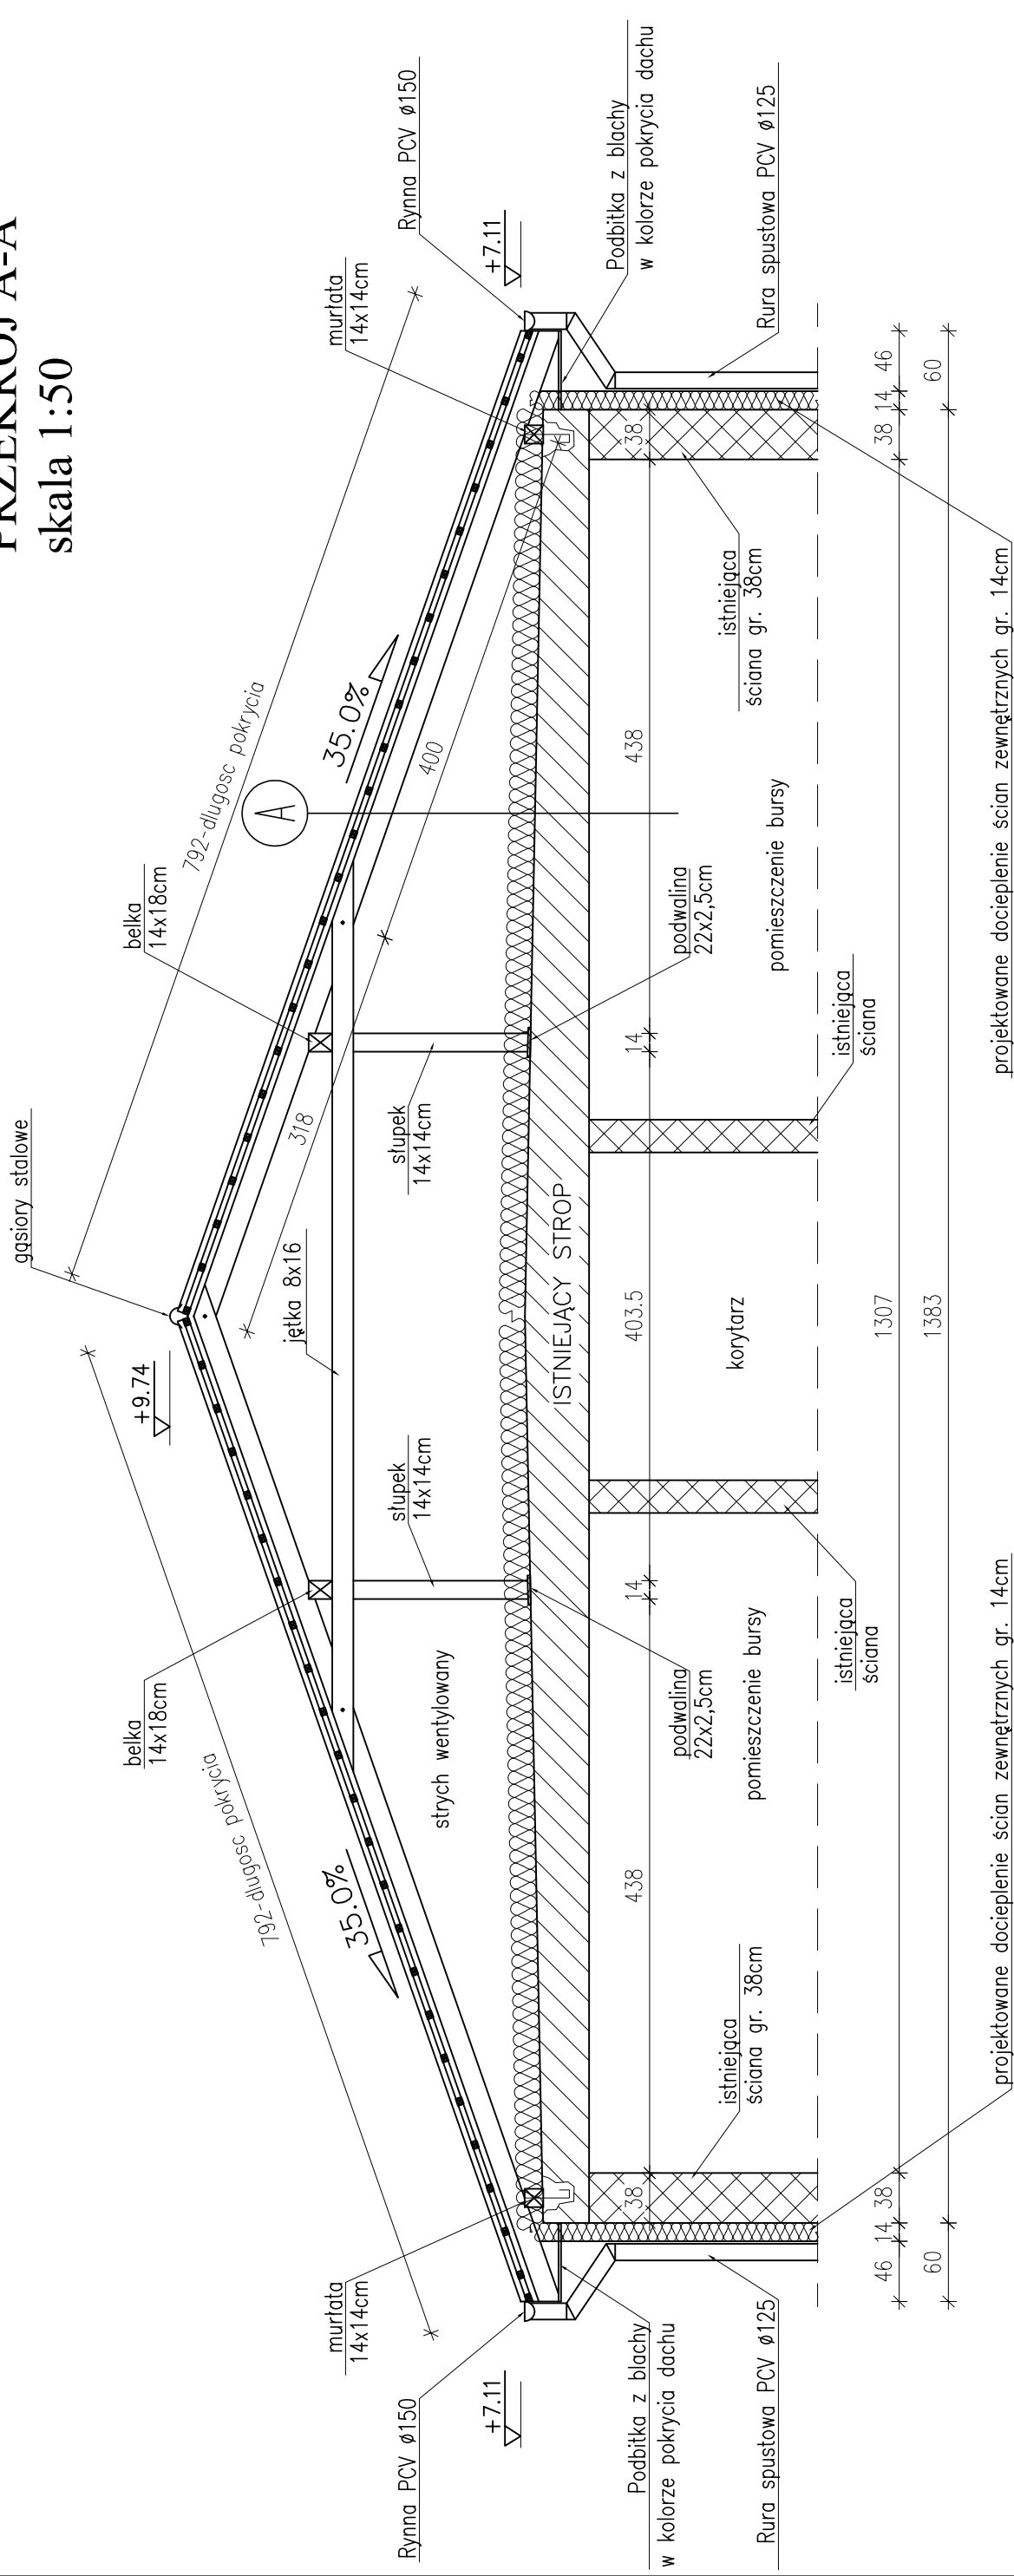 PRZEKRÓJ A-A
skala 1:50
gąsiory stalowe
+9.74
792-dlugosc pokrycia
792-dlugosc pokrycia
belka
14x18cm
belka
14x18cm
A
35.0%
35.0%
jętka 8x16
318
400
murłata
14x14cm
murłata
14x14cm
Rynna PCV ø150
Rynna PCV ø150
+7.11
+7.11
słupek
14x14cm
słupek
14x14cm
strych wentylowany
ISTNIEJĄCY STROP
Podbitka z blachy
w kolorze pokrycia dachu
Podbitka z blachy
w kolorze pokrycia dachu
38
438
14
403.5
14
438
38
podwalina
22x2,5cm
podwalina
22x2,5cm
istniejąca
ściana gr. 38cm
istniejąca
ściana gr. 38cm
pomieszczenie bursy
korytarz
pomieszczenie bursy
Rura spustowa PCV ø125
Rura spustowa PCV ø125
istniejąca
ściana
istniejąca
ściana
46
14
38
1307
38
14
46
60
1383
60
projektowane docieplenie ścian zewnętrznych gr. 14cm
projektowane docieplenie ścian zewnętrznych gr. 14cm